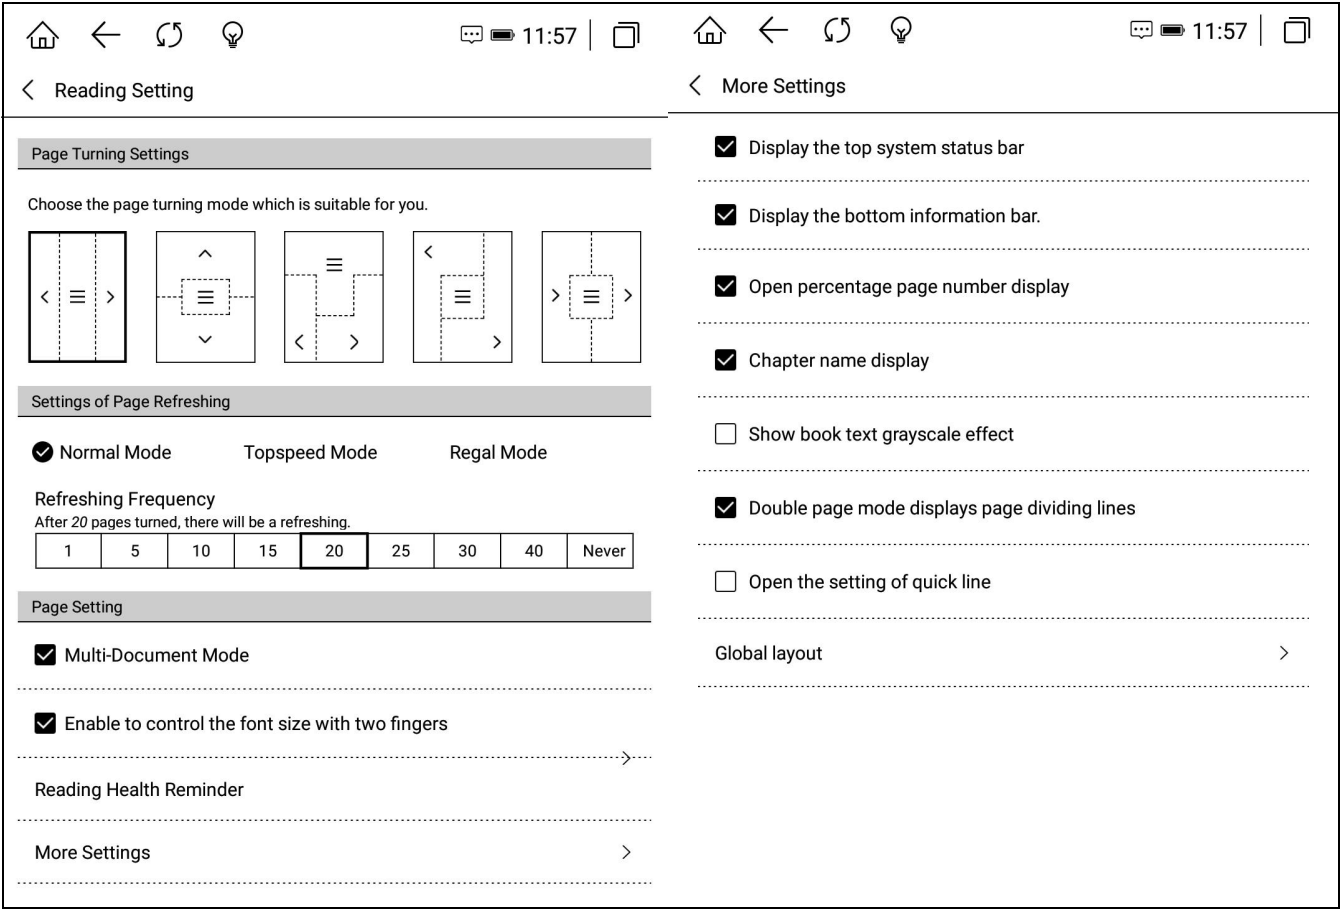 11:57
Reading Setting
Page Turning Settings
Choose the page turning mode which is suitable for you.
Settings of Page Refreshing
Normal Mode Topspeed Mode Regal Mode
Refreshing Frequency
After 20 pages turned, there will be a refreshing.
1 5 10 15 20 25 30 40 Never
Page Setting
Multi-Document Mode
Enable to control the font size with two fingers
Reading Health Reminder
More Settings
11:57
More Settings
Display the top system status bar
Display the bottom information bar.
Open percentage page number display
Chapter name display
Show book text grayscale effect
Double page mode displays page dividing lines
Open the setting of quick line
Global layout